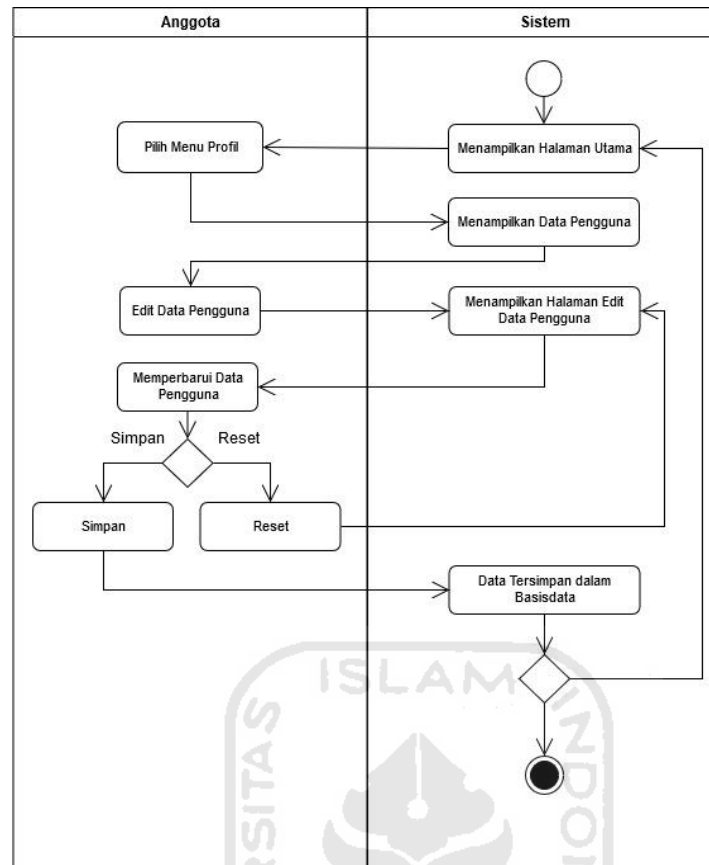 Anggota
Sistem
Menampilkan Halaman Utama
Pilih Menu Profil
Menampilkan Data Pengguna
Edit Data Pengguna
Menampilkan Halaman Edit
Data Pengguna
Memperbarui Data
Pengguna
Simpan
Reset
Simpan
Reset
Data Tersimpan dalam
Basisdata
ISLAM